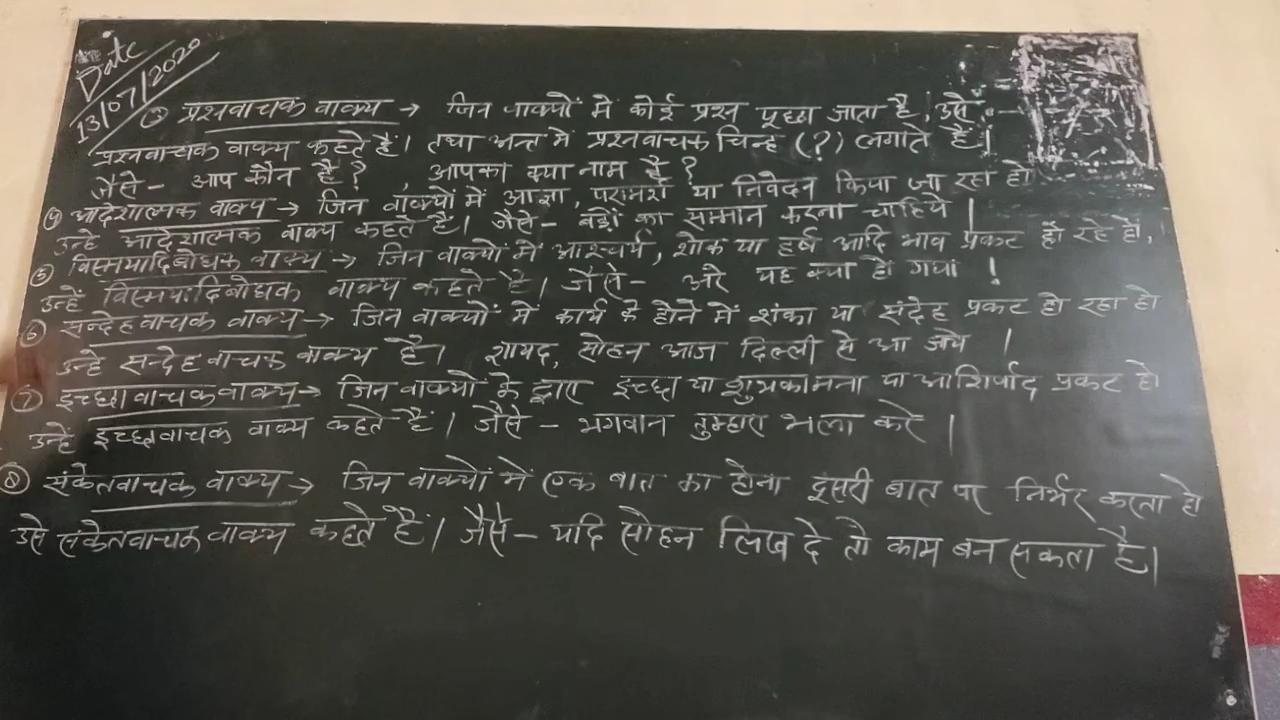 Date
13/07/2020
③ प्रश्नवाचक वाक्य → जिन वाक्यों में कोई प्रश्न पूछा जाता है, उसे
प्रश्नवाचक वाक्य कहते हैं। तथा अन्त में प्रश्नवाचक चिन्ह (?) लगाते हैं।
जैसे- आप कौन है? , आपका क्या नाम है?
④ आदेशात्मक वाक्य → जिन वाक्यों में आज्ञा, परामर्श या निवेदन किया जा रहा हो
उन्हे आदेशात्मक वाक्य कहते हैं। जैसे- बड़ो का सम्मान करना चाहिये।
⑤ विस्मयादिबोधक वाक्य → जिन वाक्यों में आश्चर्य, शोक या हर्ष आदि भाव प्रकट हो रहे हों,
उन्हें विस्मयादिबोधक वाक्य कहते है। जैसे- अरे यह क्या हो गया !
⑥ सन्देहवाचक वाक्य → जिन वाक्यों में कार्य के होने में शंका या संदेह प्रकट हो रहा हो
उन्हे सन्देहवाचक वाक्य है। शायद, सोहन आज दिल्ली से आ जाये।
⑦ इच्छावाचक वाक्य → जिन वाक्यों के द्वारा इच्छा या शुभकामना या आशिर्वाद प्रकट हो
उन्हें इच्छावाचक वाक्य कहते हैं। जैसे - भगवान तुम्हारा भला करे।
⑧ संकेतवाचक वाक्य → जिन वाक्यों में एक बात का होना दूसरी बात पर निर्भर करता हो
उसे संकेतवाचक वाक्य कहते हैं। जैसे- यदि सोहन लिख दे तो काम बन सकता है।